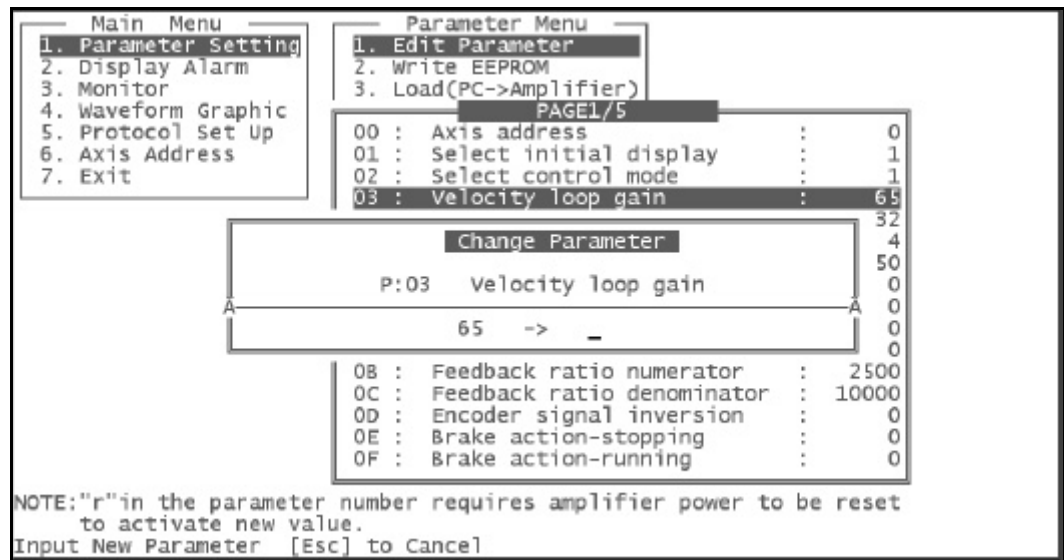 Main Menu
1. Parameter Setting
2. Display Alarm
3. Monitor
4. Waveform Graphic
5. Protocol Set Up
6. Axis Address
7. Exit
Parameter Menu
1. Edit Parameter
2. Write EEPROM
3. Load(PC->Amplifier)
PAGE1/5
00 : Axis address : 0
01 : Select initial display : 1
02 : Select control mode : 1
03 : Velocity loop gain : 65
32
4
50
0
0
0
0
Change Parameter
P:03 Velocity loop gain
A A
65 -> _
0B : Feedback ratio numerator : 2500
0C : Feedback ratio denominator : 10000
0D : Encoder signal inversion : 0
0E : Brake action-stopping : 0
0F : Brake action-running : 0
NOTE:"r"in the parameter number requires amplifier power to be reset
to activate new value.
Input New Parameter [Esc] to Cancel